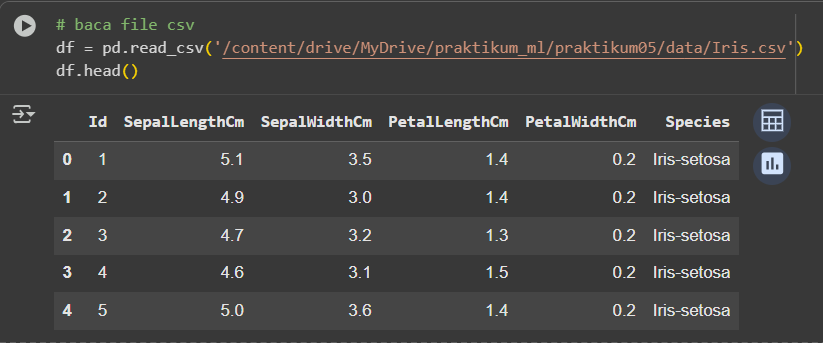 # baca file csv
df = pd.read_csv('/content/drive/MyDrive/praktikum_ml/praktikum05/data/Iris.csv')
df.head()
Id SepalLengthCm SepalWidthCm PetalLengthCm PetalWidthCm Species
0 1 5.1 3.5 1.4 0.2 Iris-setosa
1 2 4.9 3.0 1.4 0.2 Iris-setosa
2 3 4.7 3.2 1.3 0.2 Iris-setosa
3 4 4.6 3.1 1.5 0.2 Iris-setosa
4 5 5.0 3.6 1.4 0.2 Iris-setosa